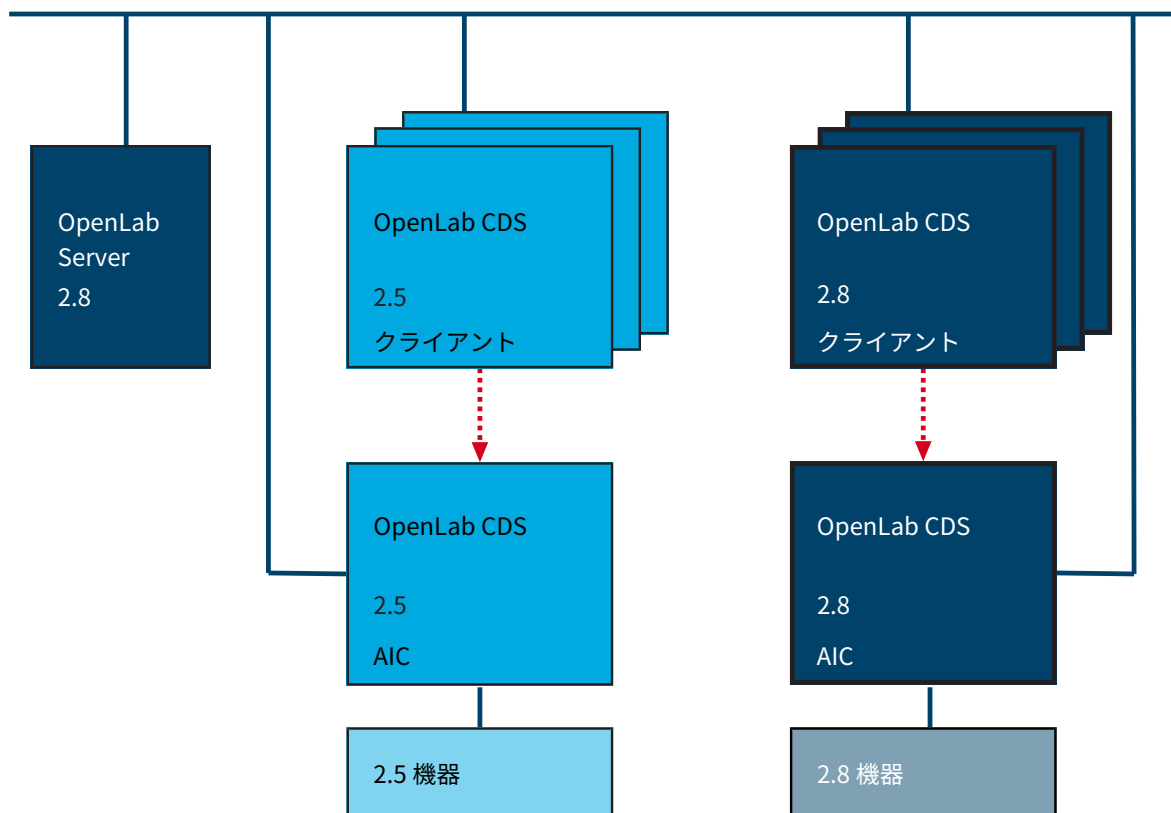 OpenLab
Server
2.8
OpenLab CDS
2.5
クライアント
OpenLab CDS
2.8
クライアント
OpenLab CDS
2.5
AIC
OpenLab CDS
2.8
AIC
2.5 機器
2.8 機器